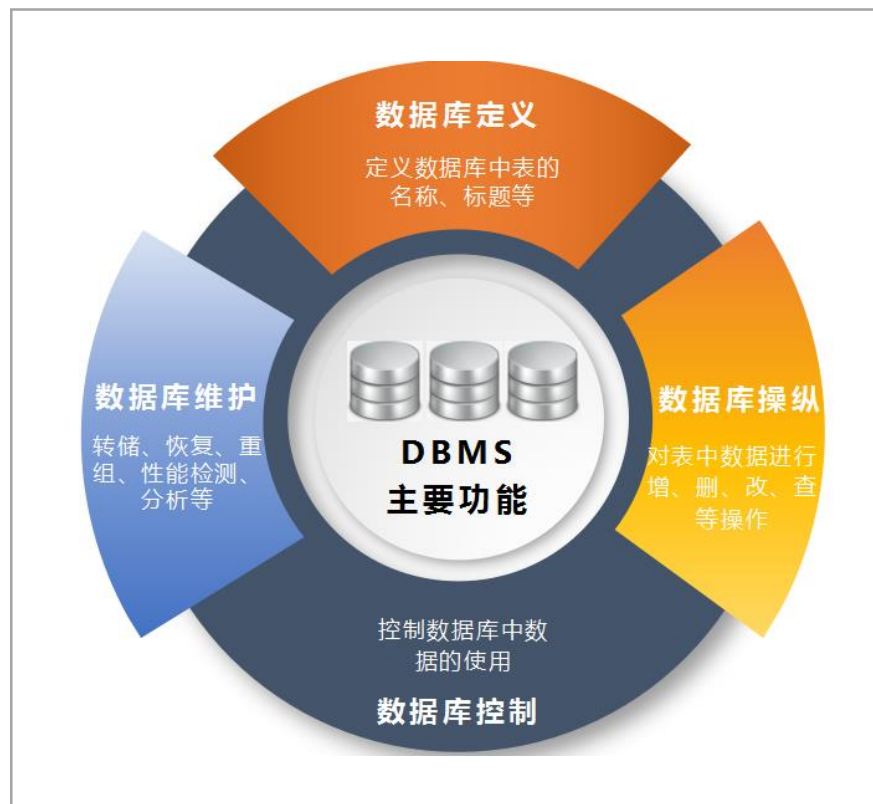 数据库定义
定义数据库中表的
名称、标题等
数据库维护
转储、恢复、重
组、性能检测、
分析等
DBMS
主要功能
数据库操纵
对表中数据进行
增、删、改、查
等操作
控制数据库中数
据的使用
数据库控制